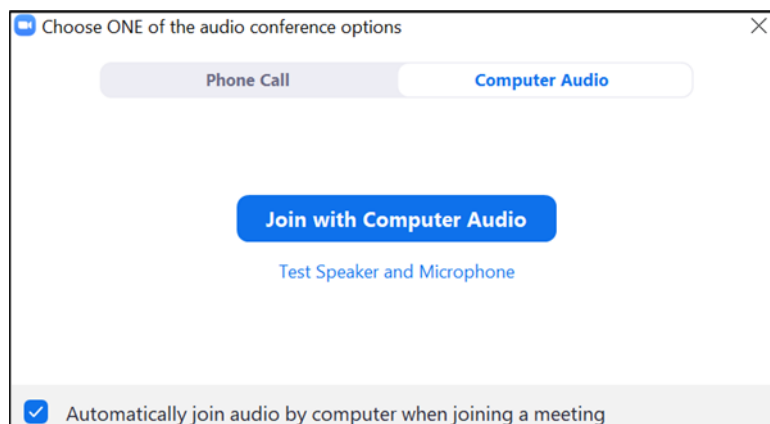 Choose ONE of the audio conference options
Phone Call
Computer Audio
Join with Computer Audio
Test Speaker and Microphone
Automatically join audio by computer when joining a meeting